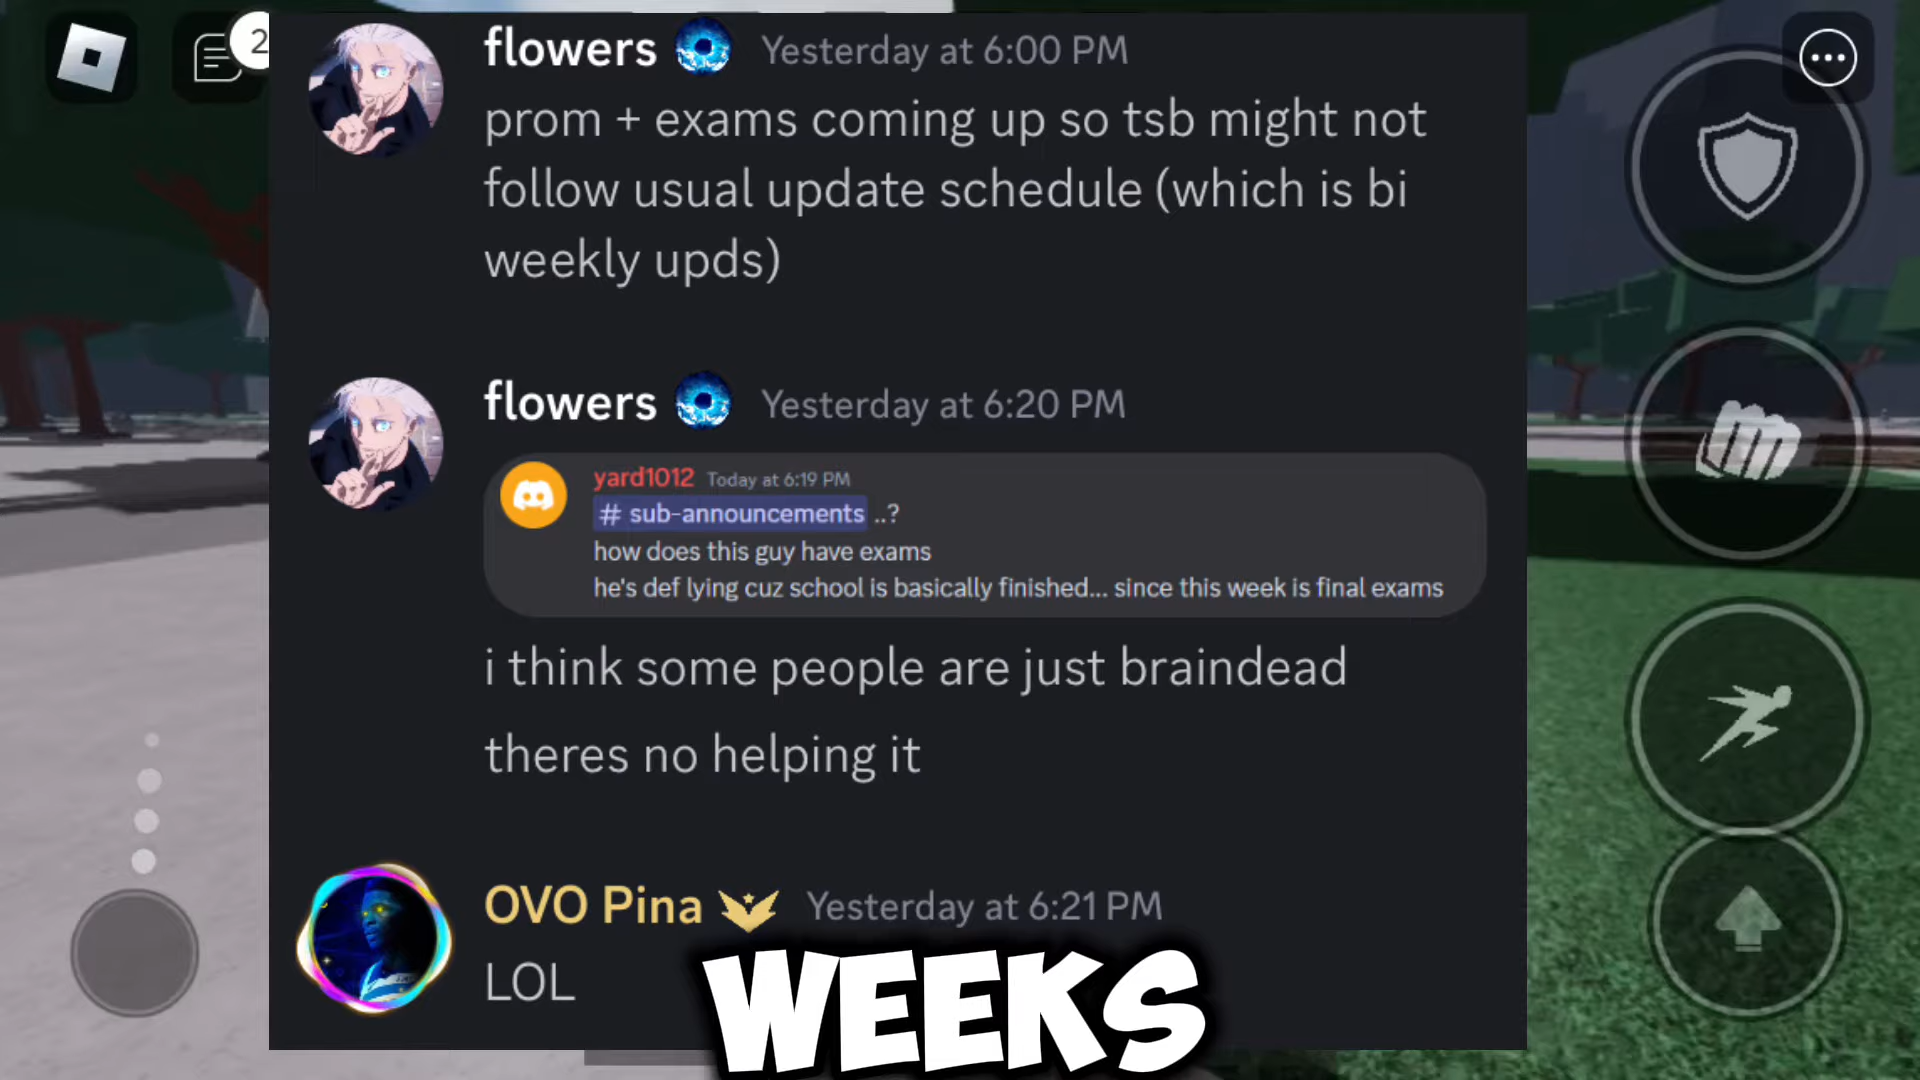 2
flowers Yesterday at 6:00 PM
prom + exams coming up so tsb might not
follow usual update schedule (which is bi
weekly upds)
flowers Yesterday at 6:20 PM
yard1012 Today at 6:19 PM
# sub-announcements ..?
how does this guy have exams
he's def lying cuz school is basically finished... since this week is final exams
i think some people are just braindead
theres no helping it
OVO Pina Yesterday at 6:21 PM
LOL
WEEKS